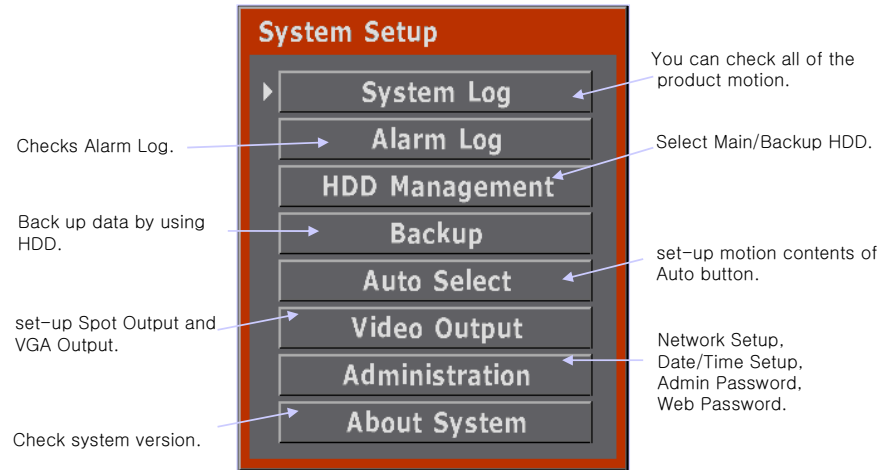 System Setup
You can check all of the
product motion.
System Log
Checks Alarm Log.
Alarm Log
Select Main/Backup HDD.
HDD Management
Back up data by using
HDD.
Backup
set-up motion contents of
Auto button.
Auto Select
set-up Spot Output and
VGA Output.
Video Output
Network Setup,
Date/Time Setup,
Admin Password,
Web Password.
Administration
Check system version.
About System